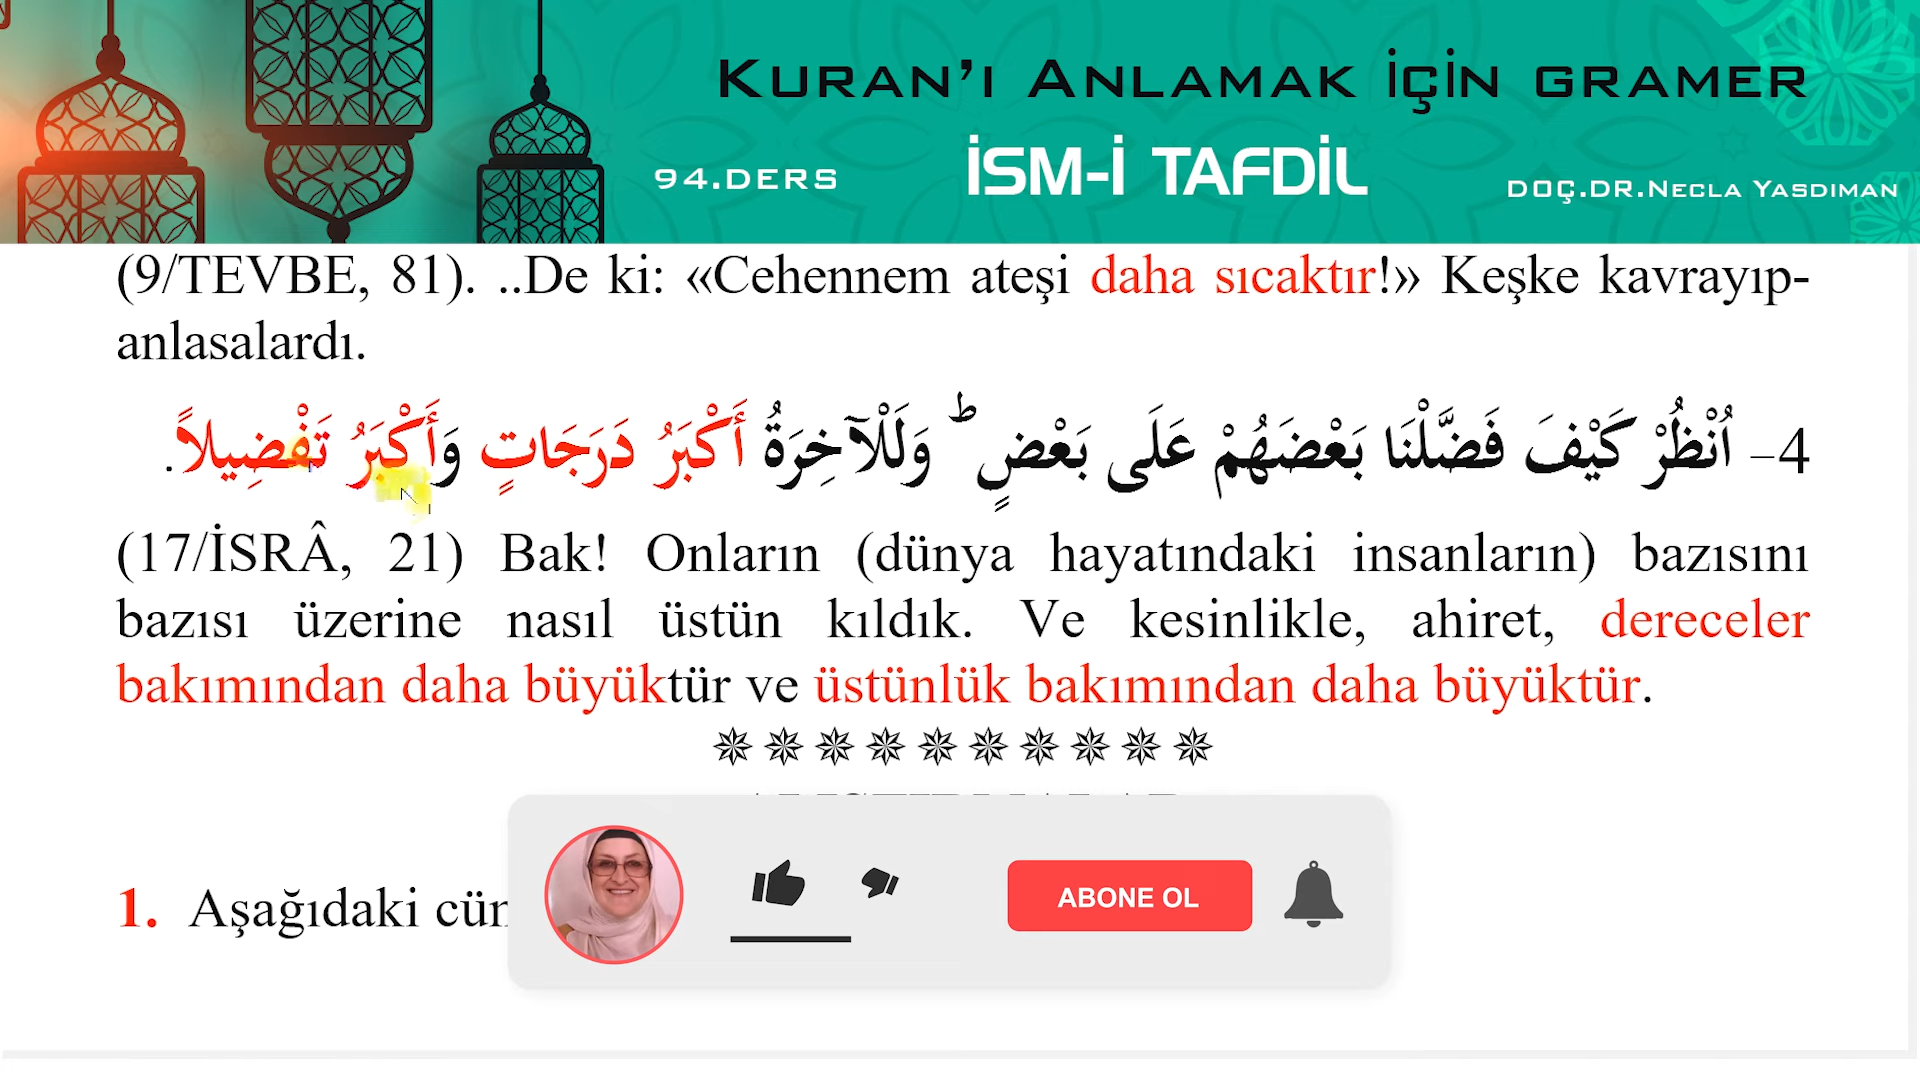 KURAN'I ANLAMAK İÇİN GRAMER
94.DERS
İSM-İ TAFDİL
DOÇ.DR.NECLA YASDIMAN
(9/TEVBE, 81). ..De ki: «Cehennem ateşi daha sıcaktır!» Keşke kavrayıp-
anlasalardı.
4- اُنْظُرْ كَيْفَ فَضَّلْنَا بَعْضَهُمْ عَلَى بَعْضٍ ۜ وَلَلْآخِرَةُ أَكْبَرُ دَرَجَاتٍ وَأَكْبَرُ تَفْضِيلاً.
(17/İSRÂ, 21) Bak! Onların (dünya hayatındaki insanların) bazısını
bazısı üzerine nasıl üstün kıldık. Ve kesinlikle, ahiret, dereceler
bakımından daha büyüktür ve üstünlük bakımından daha büyüktür.
1. Aşağıdaki
ABONE OL